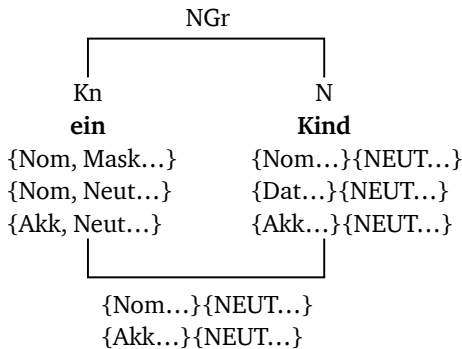 NGr
Kn N
ein Kind
{Nom, Mask…} {Nom…}{NEUT…}
{Nom, Neut…} {Dat…}{NEUT…}
{Akk, Neut…} {Akk…}{NEUT…}
{Nom…}{NEUT…}
{Akk…}{NEUT…}